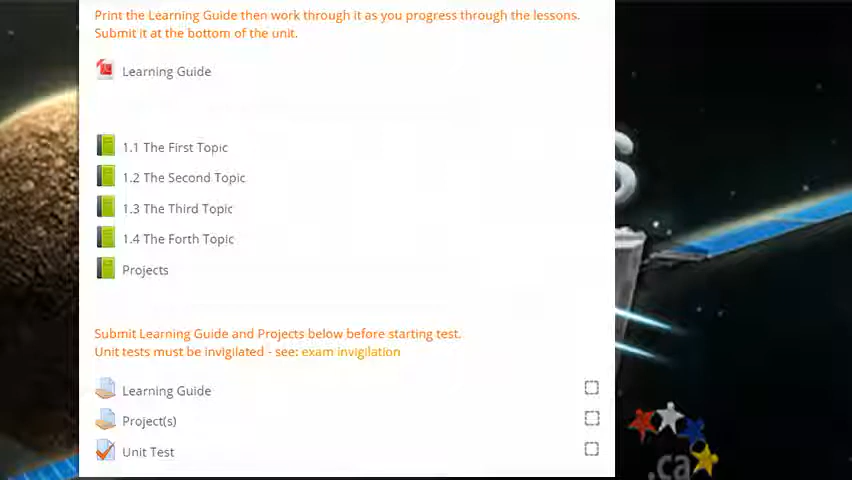 Print the Learning Guide then work through it as you progress through the lessons.
Submit it at the bottom of the unit.
Learning Guide
1.1 The First Topic
1.2 The Second Topic
1.3 The Third Topic
1.4 The Forth Topic
Projects
Submit Learning Guide and Projects below before starting test.
Unit tests must be invigilated - see: exam invigilation
Learning Guide
Project(s)
Unit Test
.ca